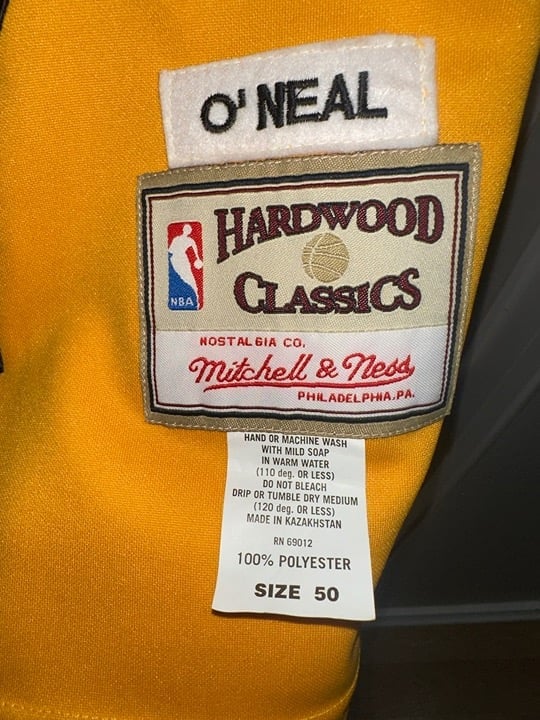 O' NEAL
HARDWOOD
CLASSICS
NBA
NOSTALGIA CO.
Mitchell & Ness
PHILADELPHIA, PA.
HAND OR MACHINE WASH
WITH MILD SOAP
IN WARM WATER
(110 deg. OR LESS)
DO NOT BLEACH
DRIP OR TUMBLE DRY MEDIUM
(120 deg. OR LESS)
MADE IN KAZAKHSTAN
RN 69012
100% POLYESTER
SIZE 50